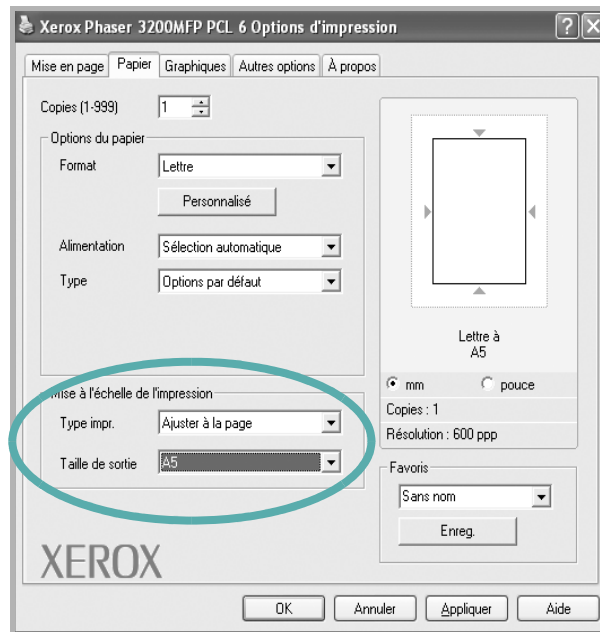 Xerox Phaser 3200MFP PCL 6 Options d'impression
Mise en page Papier Graphiques Autres options À propos
Copies (1-999) 1
Options du papier
Format Lettre
Personnalisé
Alimentation Sélection automatique
Type Options par défaut
Lettre à
A5
mm pouce
Copies : 1
Résolution : 600 ppp
Mise à l'échelle de l'impression
Type impr. Ajuster à la page
Taille de sortie A5
Favoris
Sans nom
Enreg.
XEROX
OK Annuler Appliquer Aide